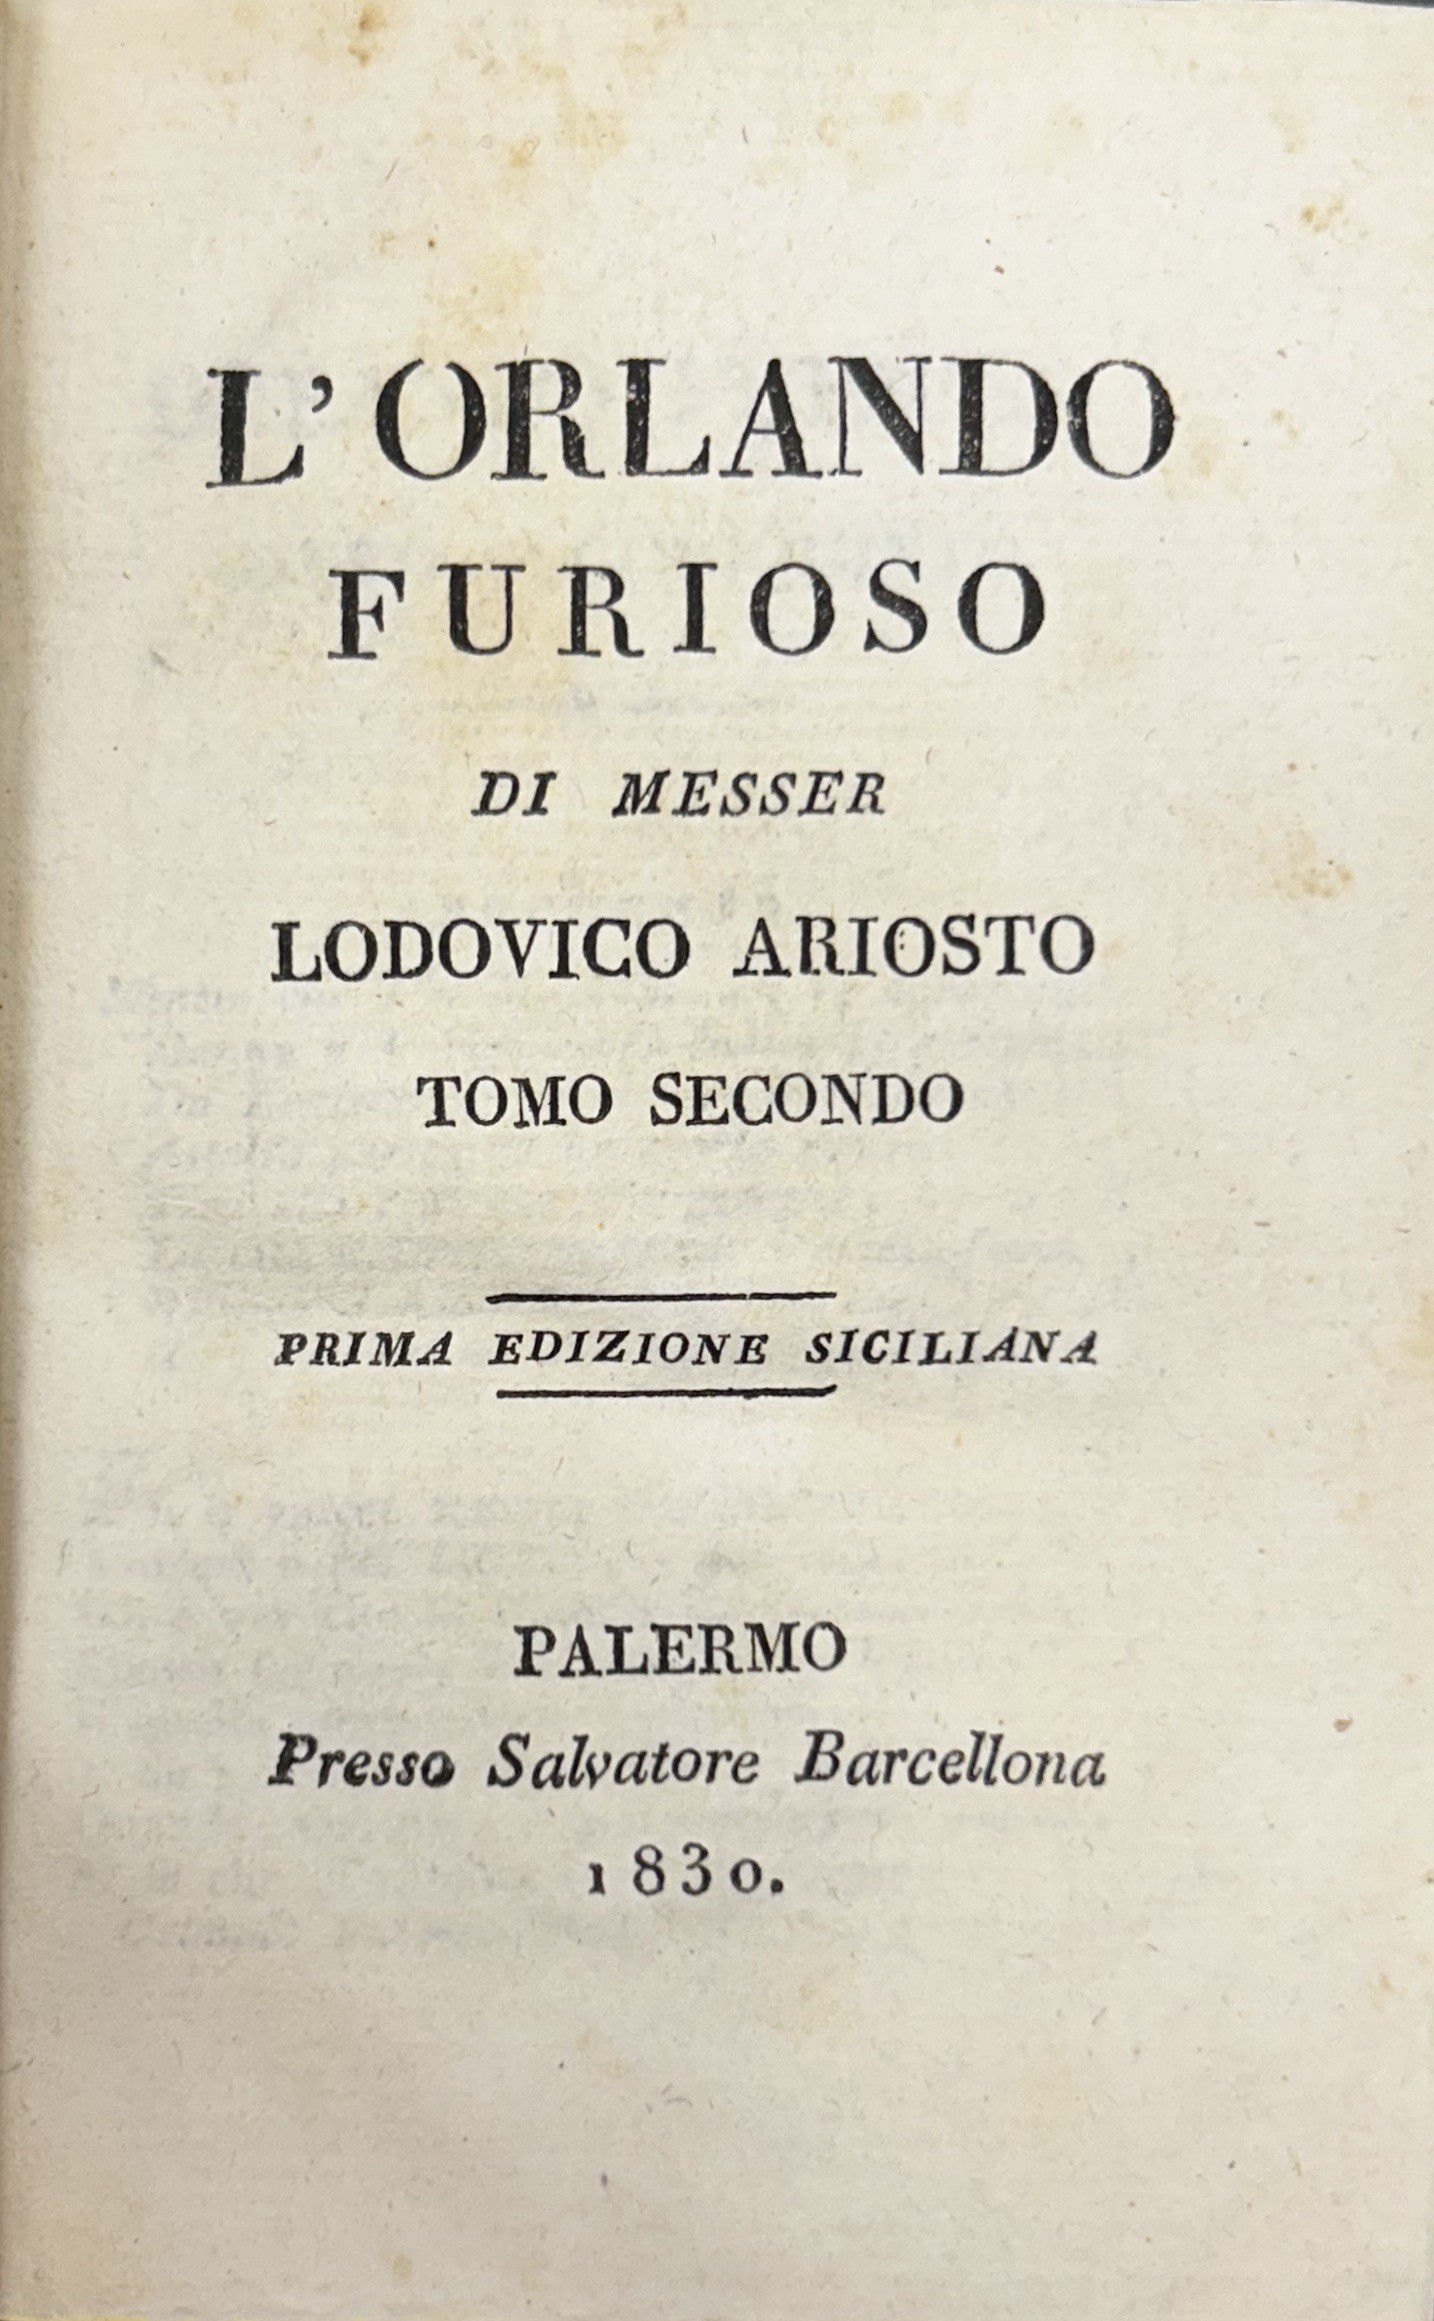 L'ORLANDO
FURIOSO
DI MESSER
LODOVICO ARIOSTO
TOMO SECONDO
PRIMA EDIZIONE SICILIANA
PALERMO
Presso Salvatore Barcellona
1830.